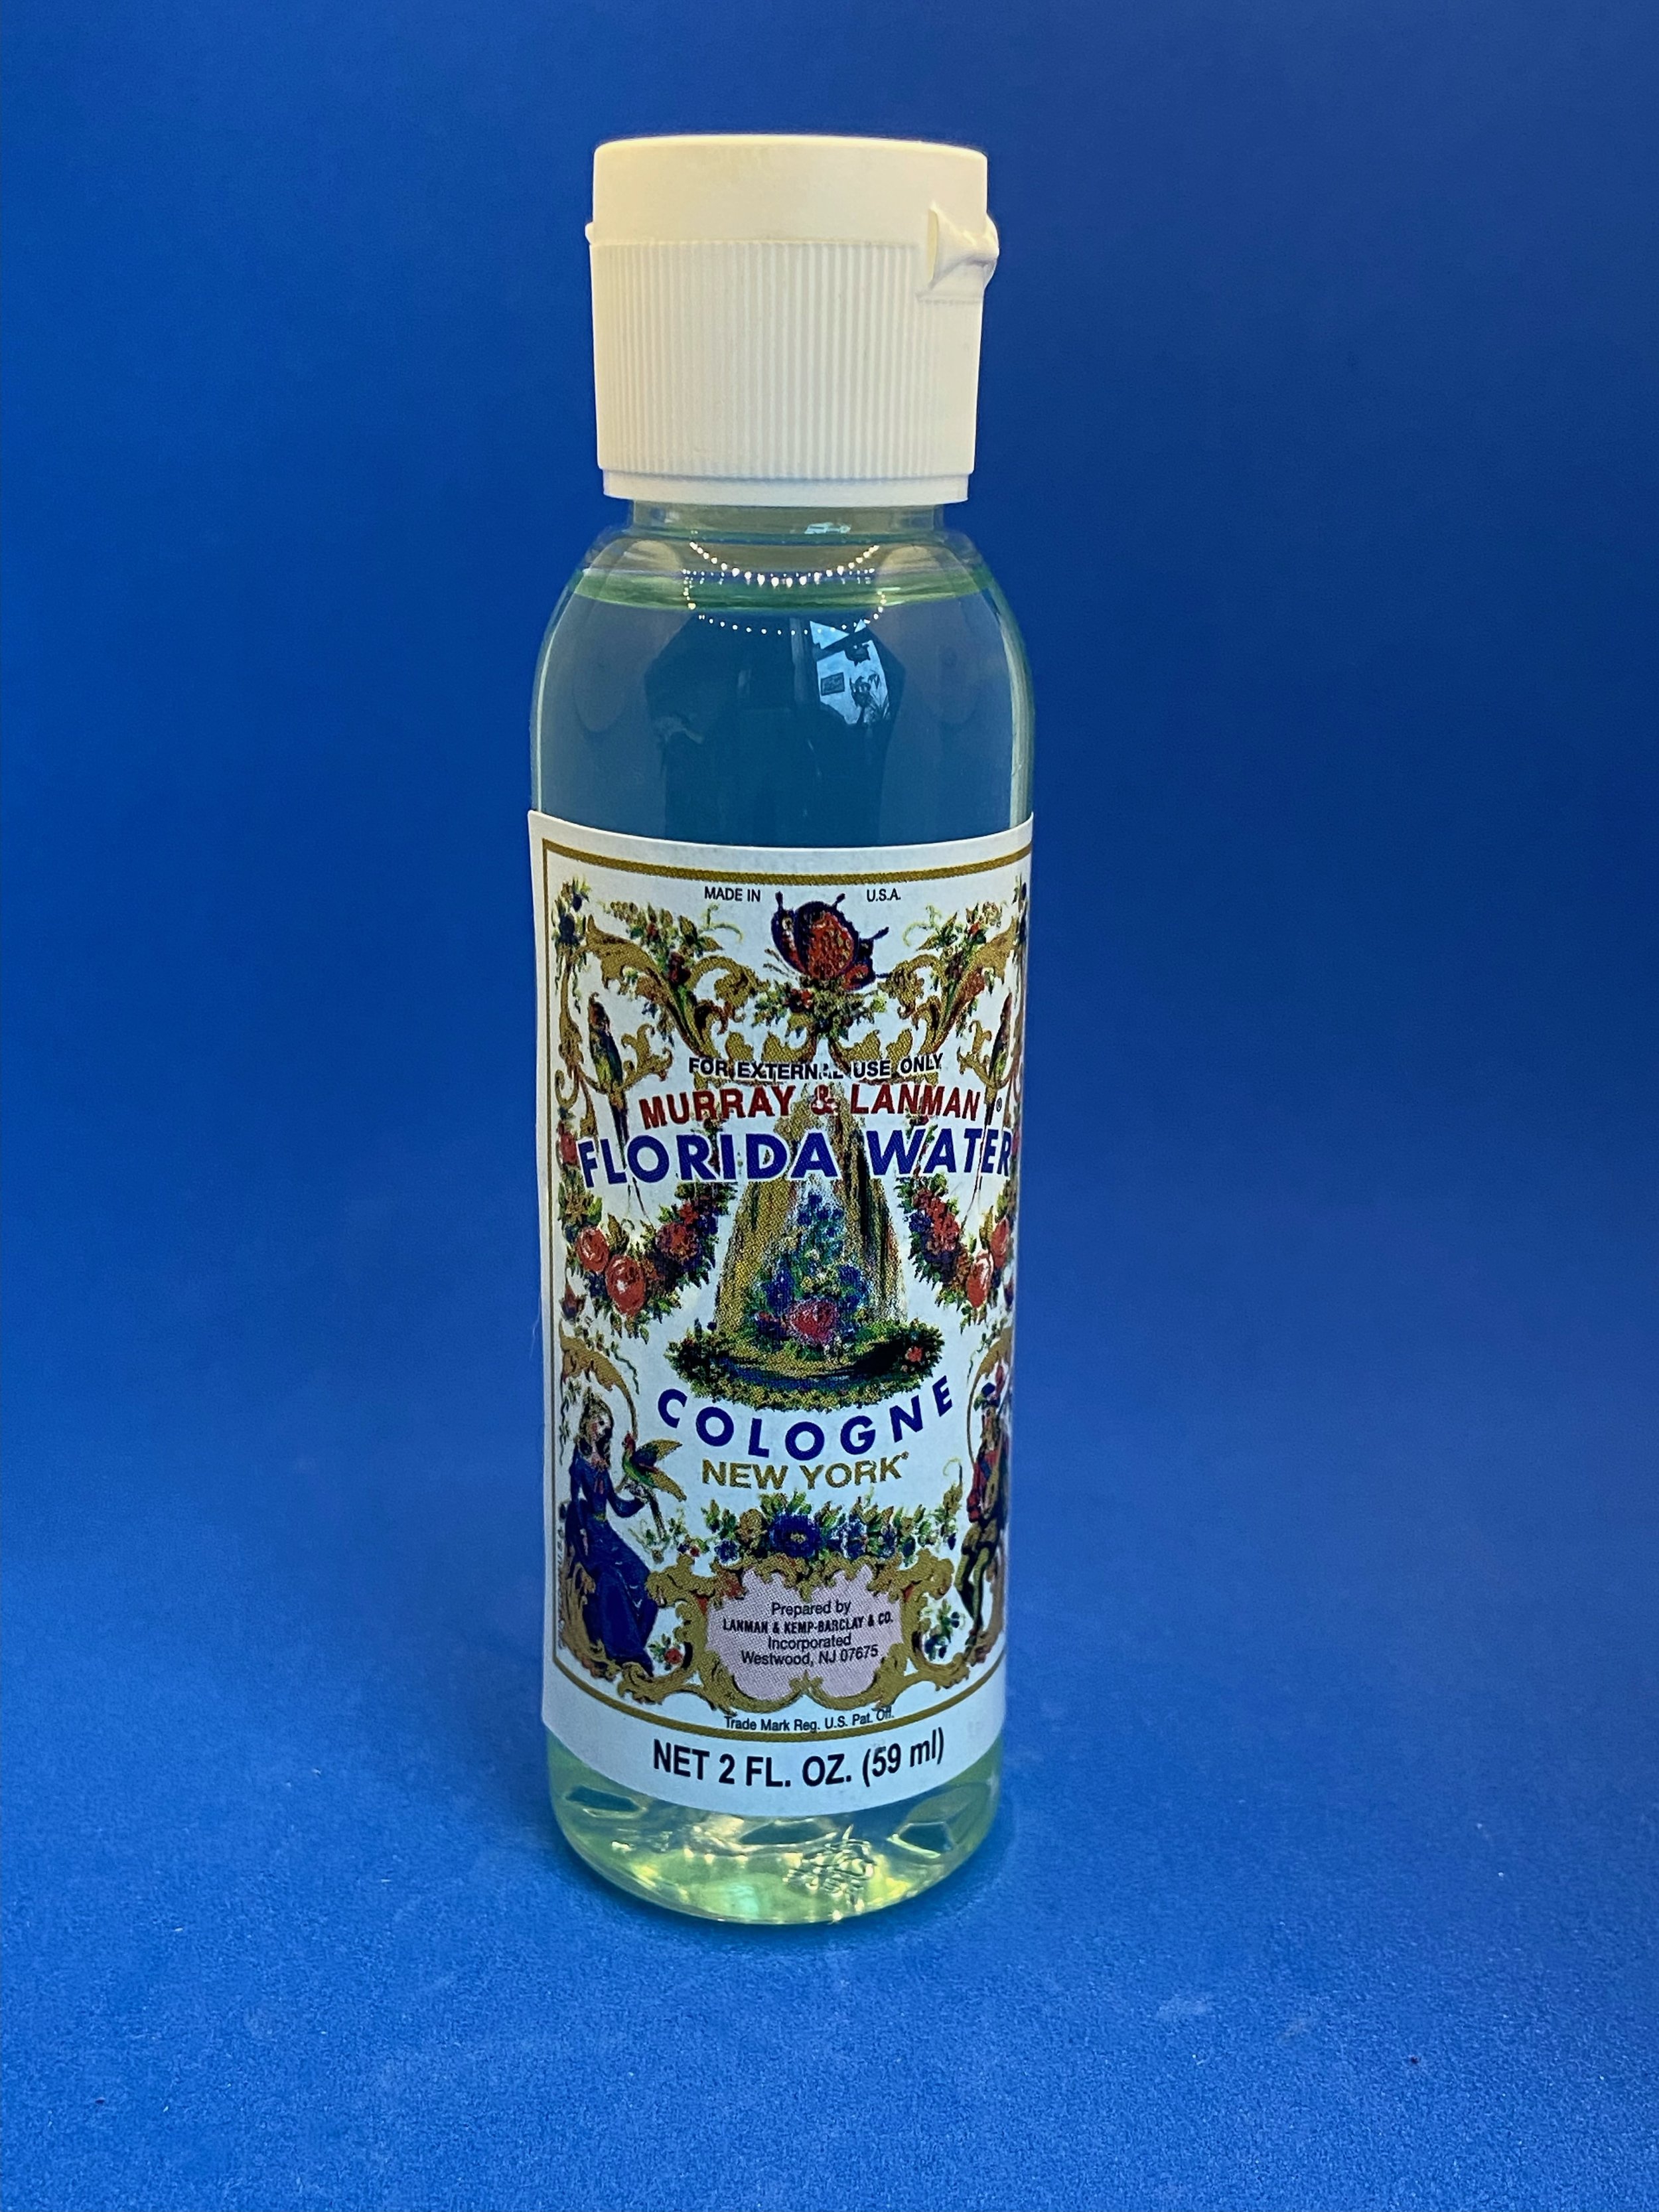 MADE IN U.S.A.
FOR EXTERNAL USE ONLY
MURRAY & LANMAN ®
FLORIDA WATER
COLOGNE
NEW YORK
Prepared by
LANMAN & KEMP-BARCLAY & CO.
Incorporated
Westwood, NJ 07675
Trade Mark Reg. U.S. Pat. Off.
NET 2 FL. OZ. (59 ml)